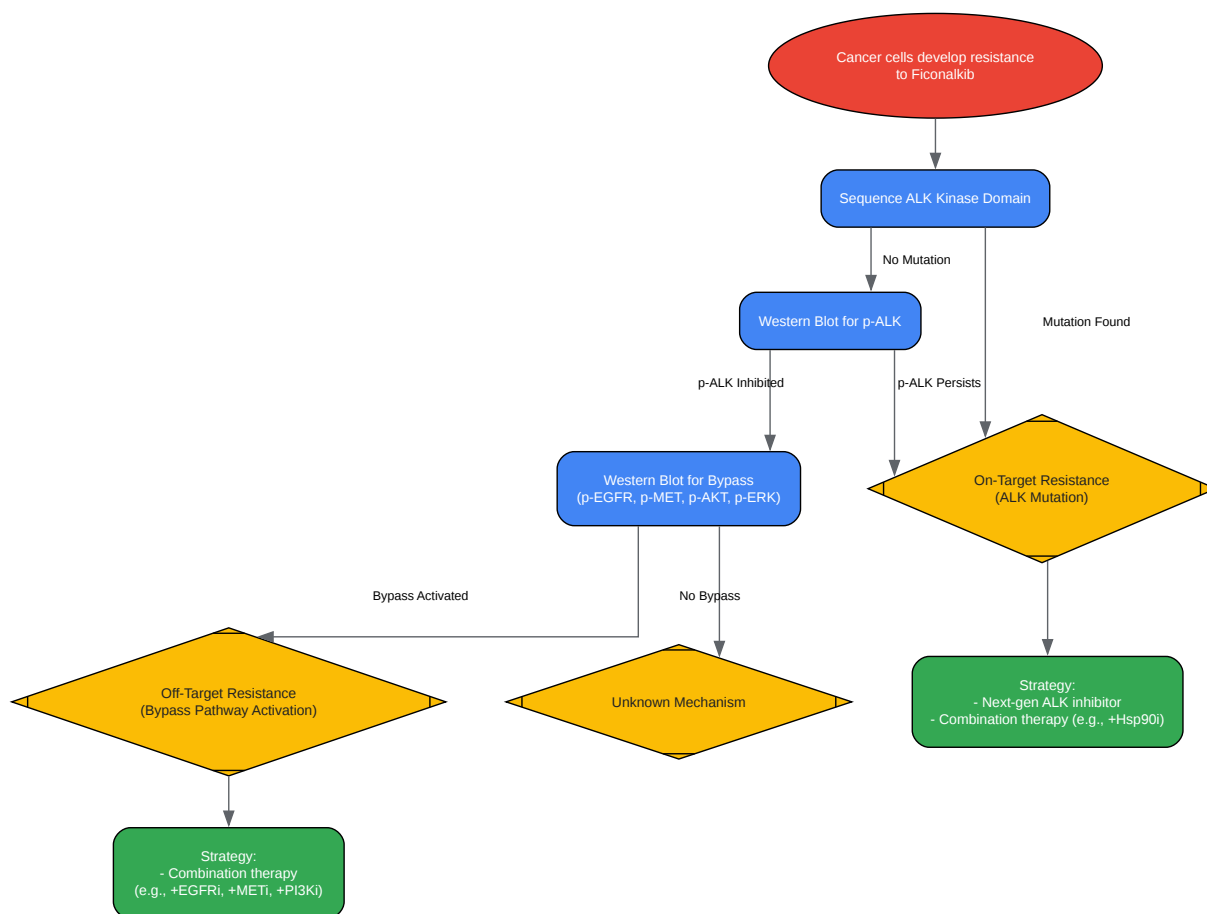 Cancer cells develop resistance
to Ficonalkib
Sequence ALK Kinase Domain
No Mutation
Mutation Found
Western Blot for p-ALK
p-ALK Inhibited
p-ALK Persists
Western Blot for Bypass
(p-EGFR, p-MET, p-AKT, p-ERK)
On-Target Resistance
(ALK Mutation)
Bypass Activated
No Bypass
Off-Target Resistance
(Bypass Pathway Activation)
Unknown Mechanism
Strategy:
- Next-gen ALK inhibitor
- Combination therapy (e.g., +Hsp90i)
Strategy:
- Combination therapy
(e.g., +EGFRi, +METi, +PI3Ki)